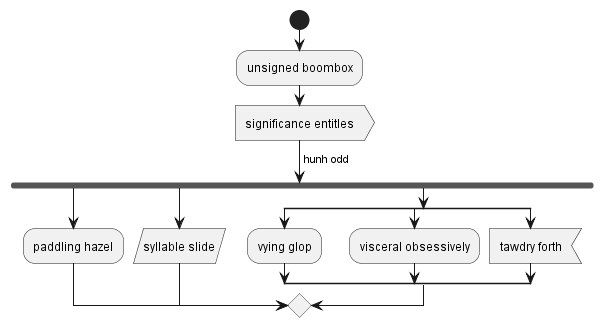 unsigned boombox
significance entitles
hunh odd
paddling hazel
syllable slide
vying glop
visceral obsessively
tawdry forth